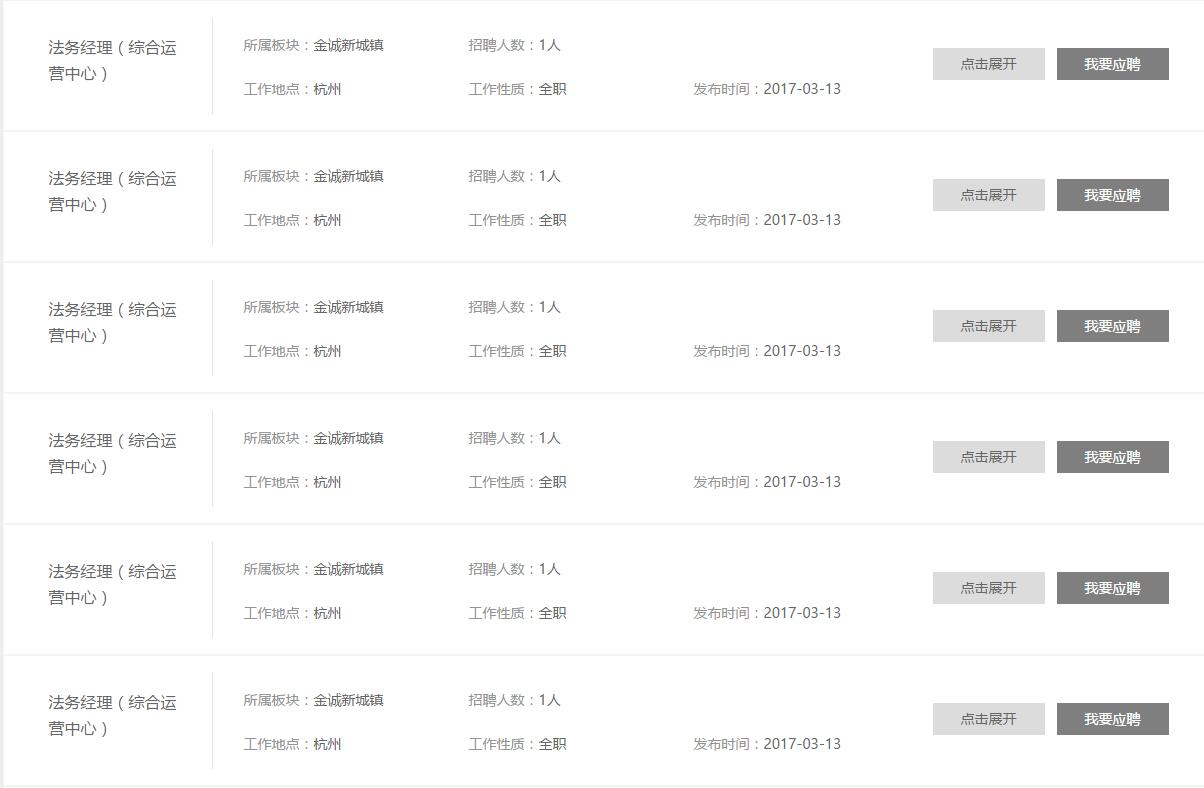 法务经理（综合运
营中心）
所属板块：金诚新城镇 招聘人数：1人
工作地点：杭州 工作性质：全职 发布时间：2017-03-13
点击展开 我要应聘
法务经理（综合运
营中心）
所属板块：金诚新城镇 招聘人数：1人
工作地点：杭州 工作性质：全职 发布时间：2017-03-13
点击展开 我要应聘
法务经理（综合运
营中心）
所属板块：金诚新城镇 招聘人数：1人
工作地点：杭州 工作性质：全职 发布时间：2017-03-13
点击展开 我要应聘
法务经理（综合运
营中心）
所属板块：金诚新城镇 招聘人数：1人
工作地点：杭州 工作性质：全职 发布时间：2017-03-13
点击展开 我要应聘
法务经理（综合运
营中心）
所属板块：金诚新城镇 招聘人数：1人
工作地点：杭州 工作性质：全职 发布时间：2017-03-13
点击展开 我要应聘
法务经理（综合运
营中心）
所属板块：金诚新城镇 招聘人数：1人
工作地点：杭州 工作性质：全职 发布时间：2017-03-13
点击展开 我要应聘